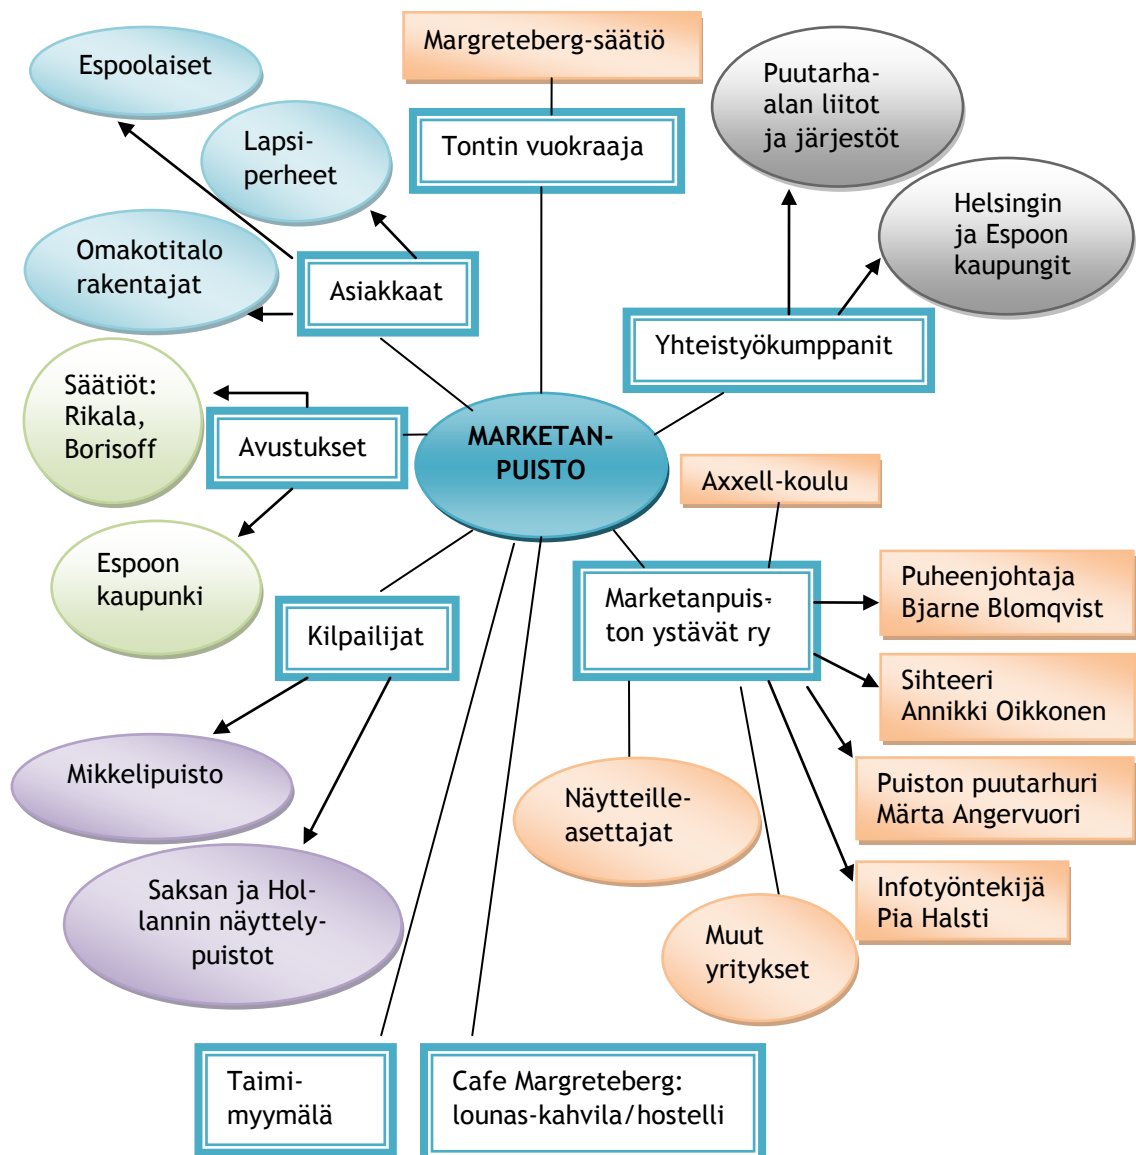 Margreteberg-säätiö
Espoolaiset
Puutarha-
alan liitot
ja järjestöt
Lapsi-
perheet
Tontin vuokraaja
Helsingin
ja Espoon
kaupungit
Omakotitalo
rakentajat
Asiakkaat
Yhteistyökumppanit
Säätiöt:
Rikala,
Borisoff
Avustukset
MARKETAN-
PUISTO
Axxell-koulu
Espoon
kaupunki
Kilpailijat
Marketanpuis-
ton ystävät ry
Puheenjohtaja
Bjarne Blomqvist
Sihteeri
Annikki Oikkonen
Mikkelipuisto
Näytteille-
asettajat
Puiston puutarhuri
Märta Angervuori
Saksan ja Hol-
lannin näyttely-
puistot
Infotyöntekijä
Pia Halsti
Muut
yritykset
Taimi-
myymälä
Cafe Margreteberg:
lounas-kahvila/hostelli